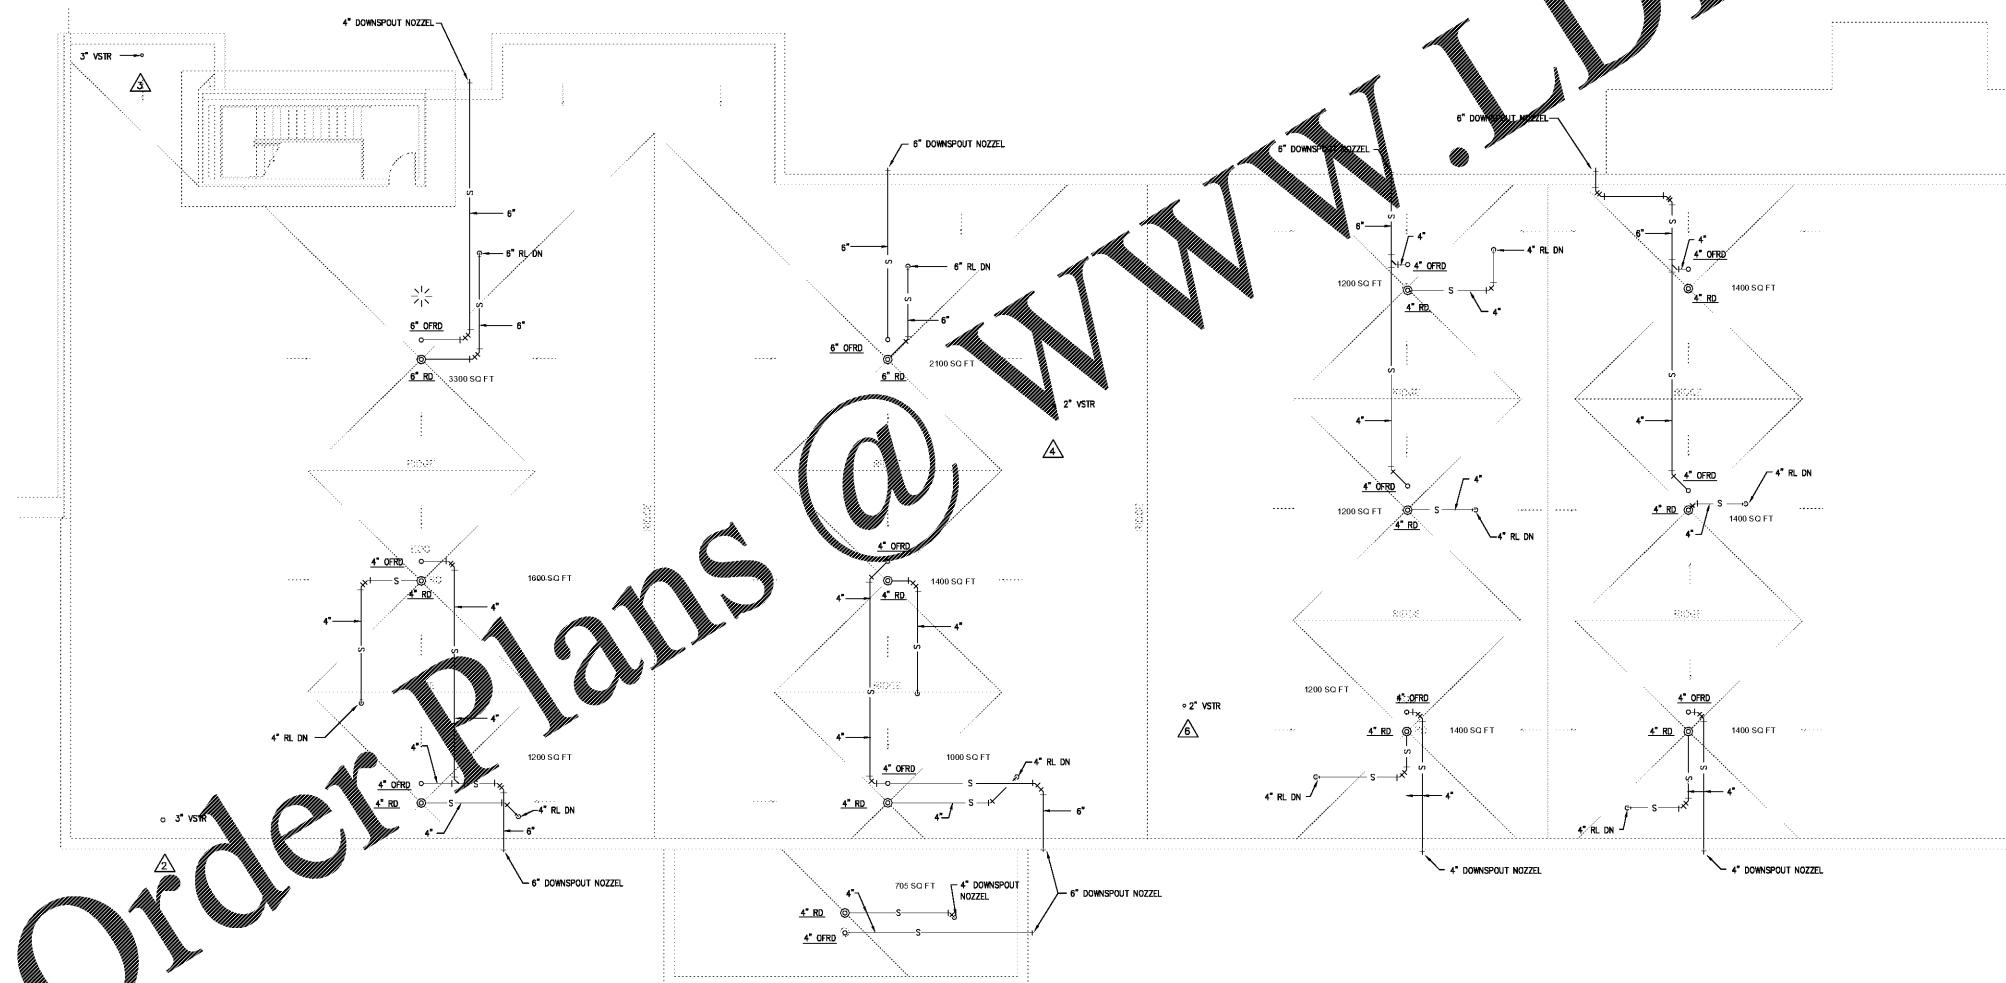 4" DOWNSPOUT NOZZEL
3" VSTR
3
6"
6" RL DN
6" OFRD
6"
6" RD
3300 SQ FT
6" DOWNSPOUT NOZZEL
6"
6" RL DN
6"
6" OFRD
6" RD
2100 SQ FT
2" VSTR
4
6" DOWNSPOUT NOZZEL
6"
4"
4" OFRD
4" RL DN
1200 SQ FT
4" RD
4"
6" DOWNSPOUT NOZZEL
6"
4"
4" OFRD
1400 SQ FT
4" RD
RIDGE
RIDGE
RIDGE
4"
4" OFRD
4"
1200 SQ FT
4" RD
4" RL DN
4"
4" OFRD
4" RL DN
4" RD
1400 SQ FT
4"
4" OFRD
1600 SQ FT
4" RD
4"
4"
4" RL DN
4"
4"
1200 SQ FT
4" OFRD
4" RD
4"
4" RL DN
6"
3" VSTR
2
6" DOWNSPOUT NOZZEL
4" OFRD
1400 SQ FT
4" RD
4"
4"
4"
1000 SQ FT
4" RL DN
4" OFRD
4" RD
4"
6"
705 SQ FT
4" DOWNSPOUT
NOZZEL
6" DOWNSPOUT NOZZEL
4"
4" RD
4" OFRD
2" VSTR
6
RIDGE
RIDGE
1200 SQ FT
4" OFRD
4" RD
1400 SQ FT
4" RL DN
4"
4" DOWNSPOUT NOZZEL
4" OFRD
4" RD
1400 SQ FT
4"
4" RL DN
4" DOWNSPOUT NOZZEL
Order Plans @ www.LD